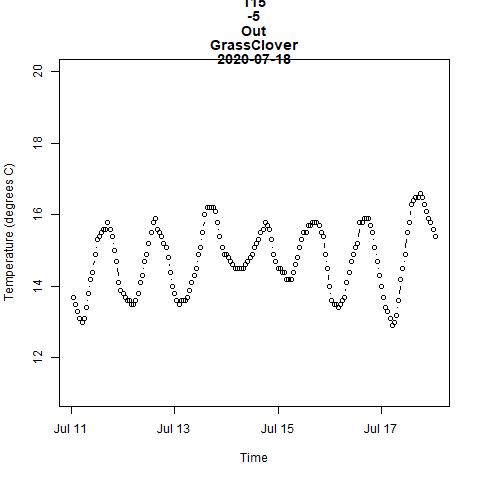 T15
-5
Out
GrassClover
2020-07-18
Temperature (degrees C)
20
18
16
14
12
Jul 11 Jul 13 Jul 15 Jul 17
Time